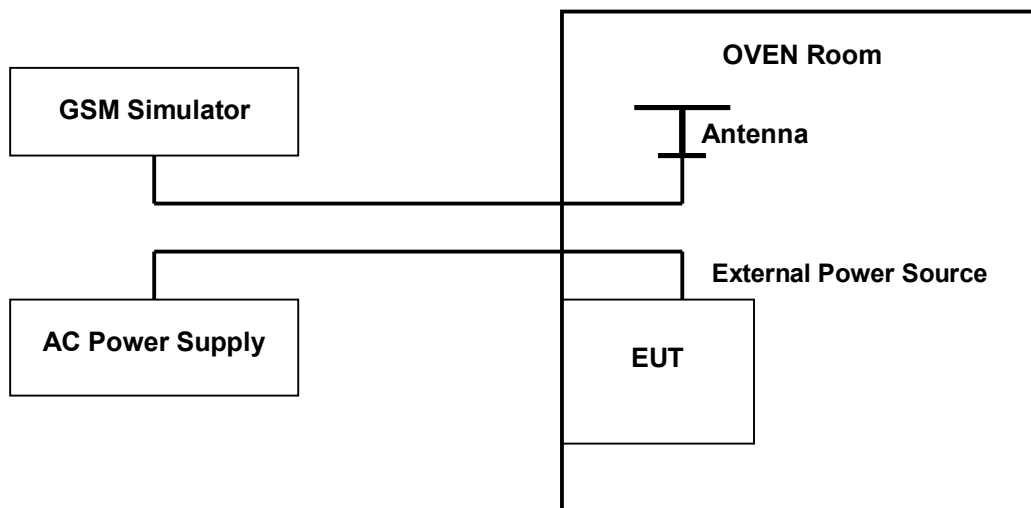 OVEN Room
GSM Simulator
Antenna
External Power Source
AC Power Supply
EUT